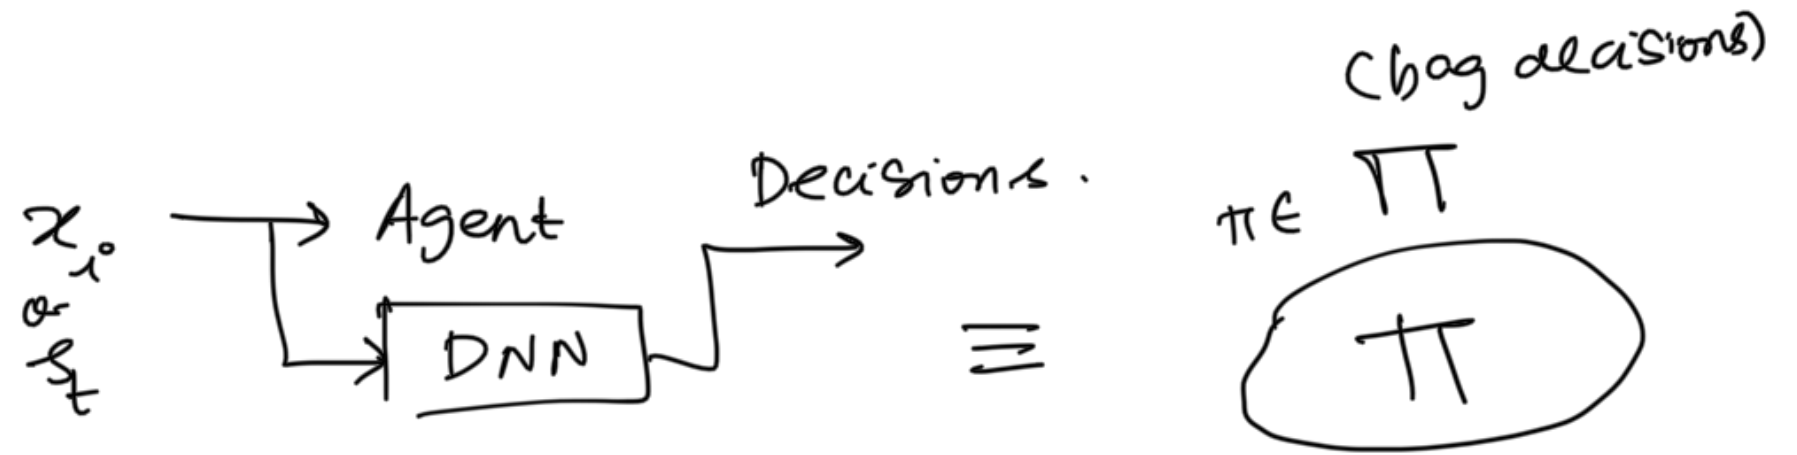 (bag decisions)
π ∈ Π
Decisions.
x_i
Agent
or
s_t
DNN
≡
π